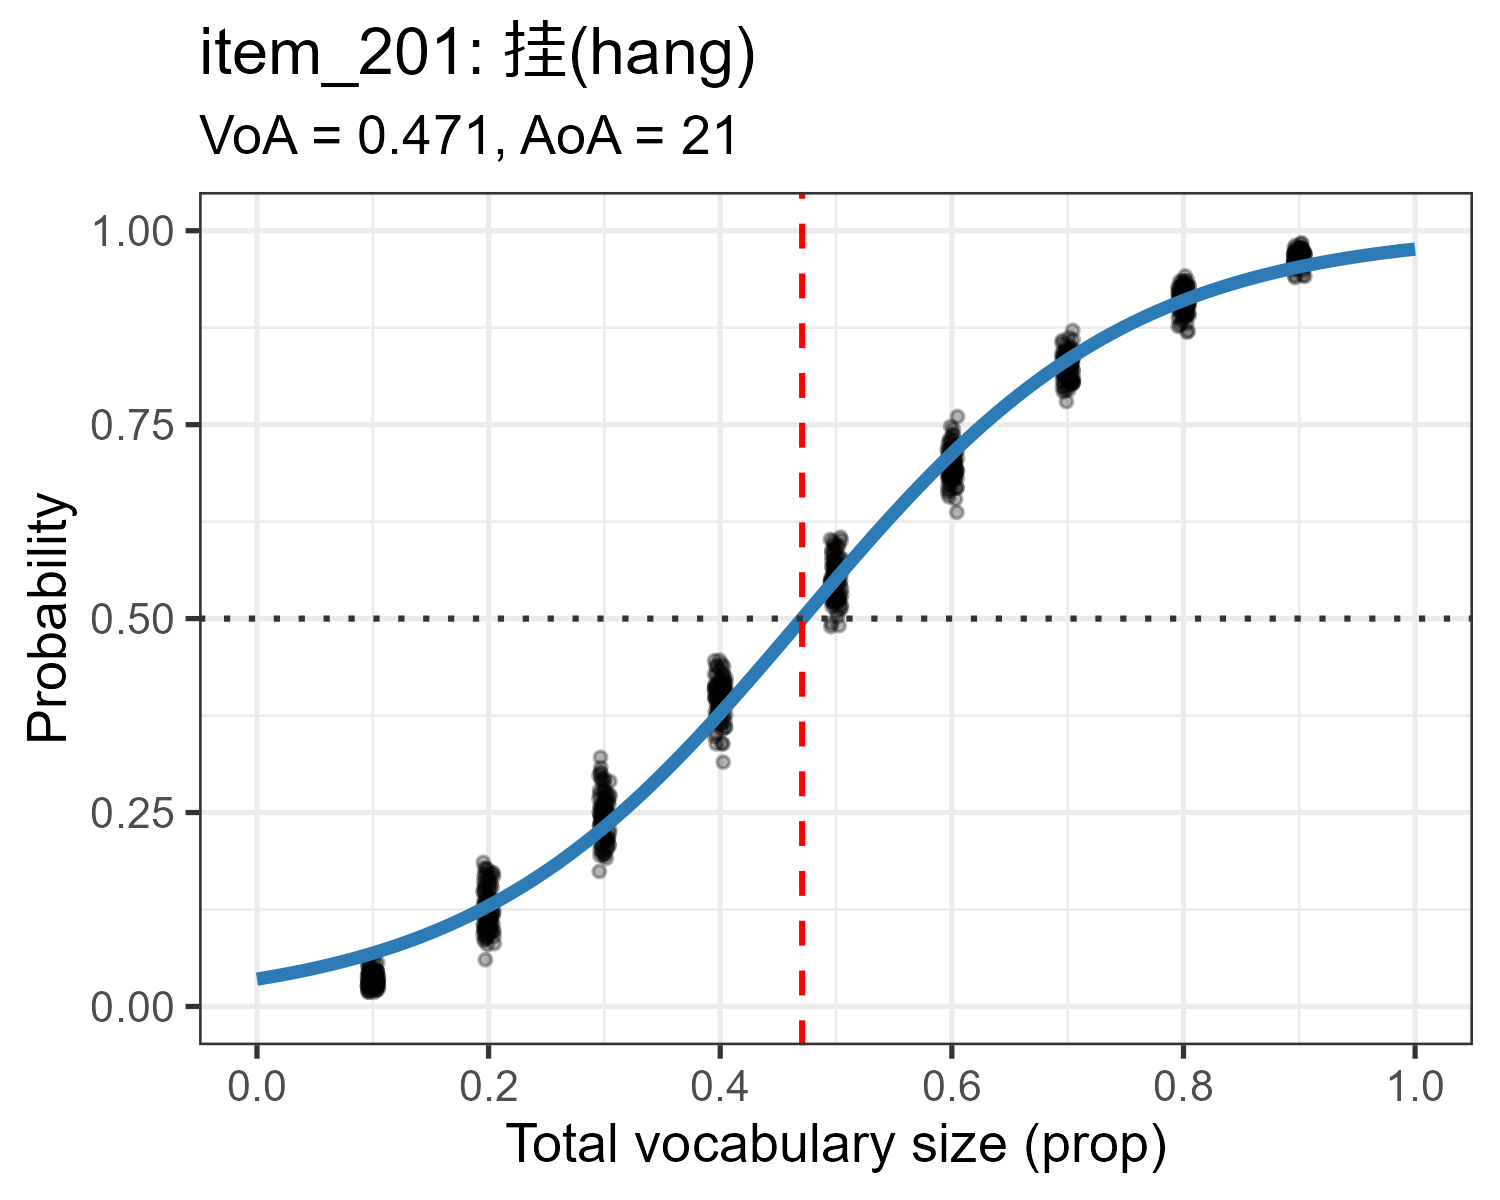 item_201: 挂(hang)
VoA = 0.471, AoA = 21
Probability
1.00
0.75
0.50
0.25
0.00
0.0 0.2 0.4 0.6 0.8 1.0
Total vocabulary size (prop)